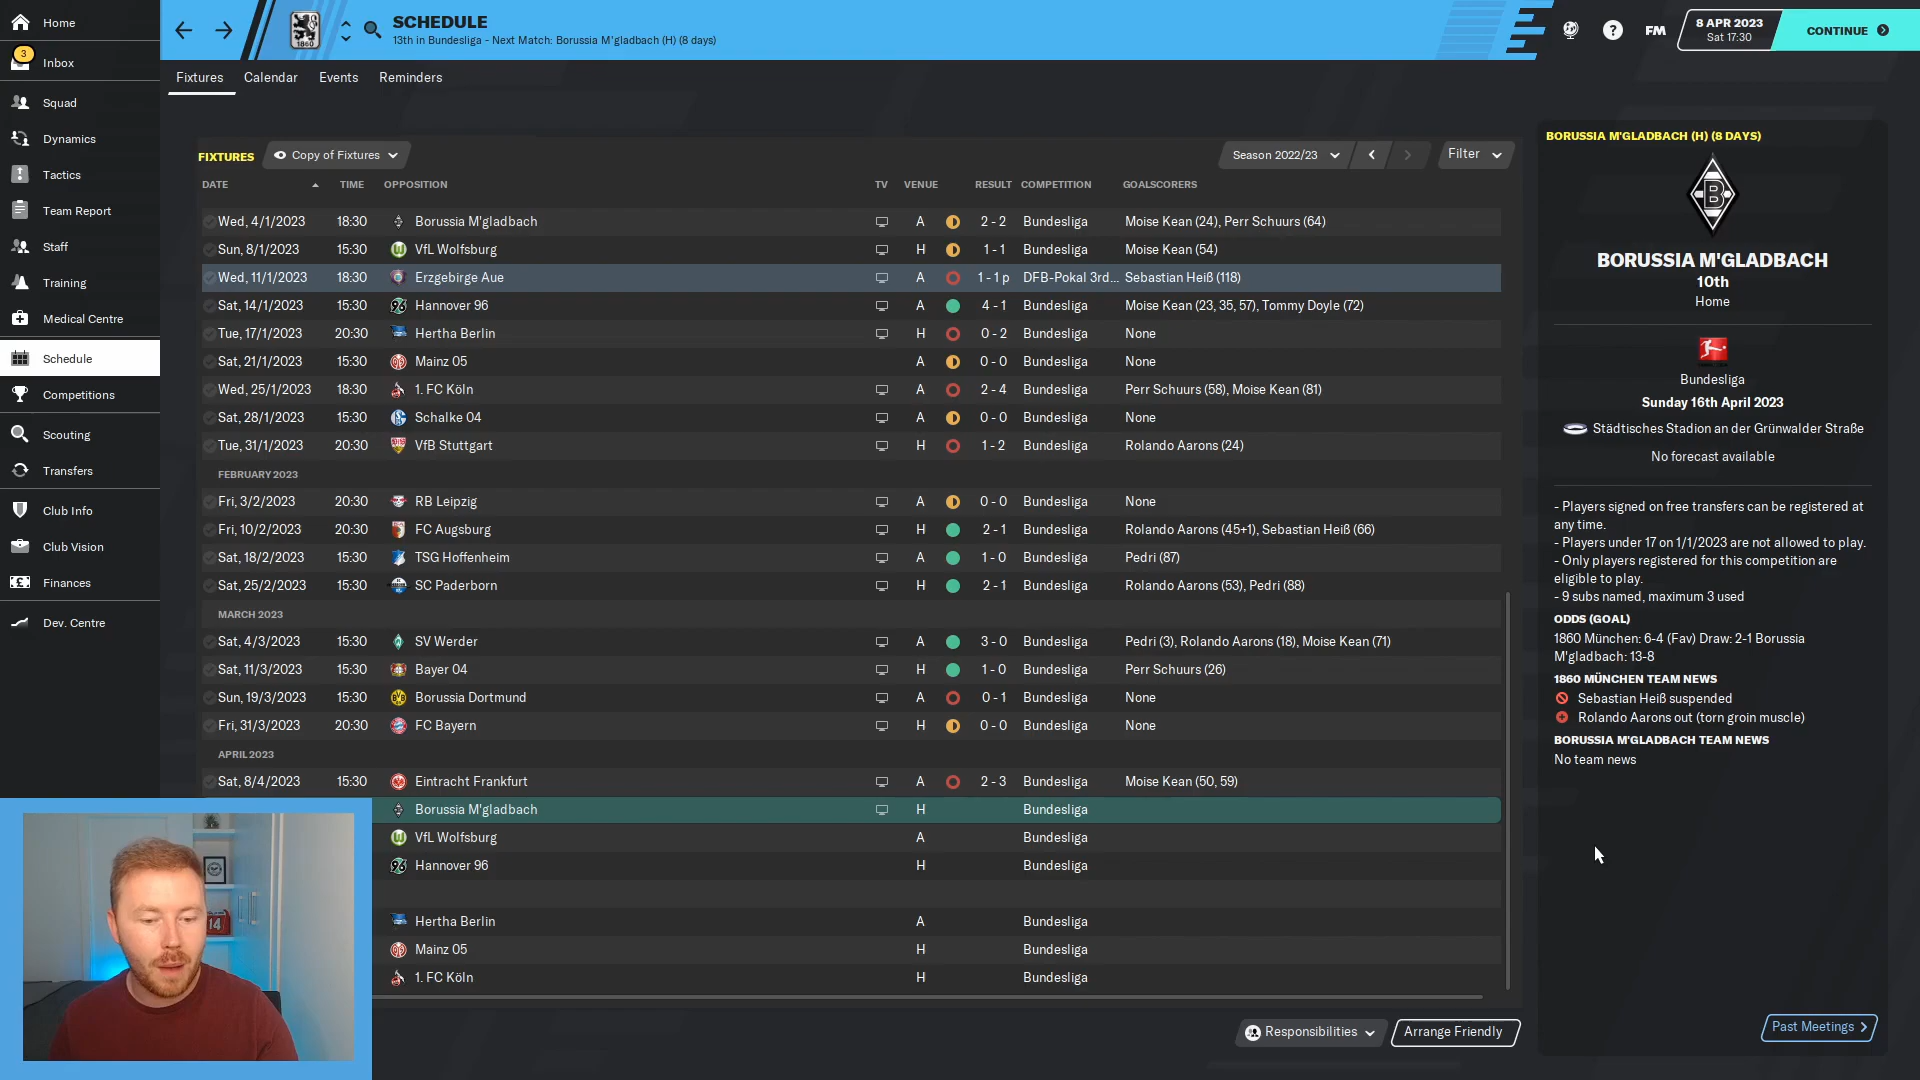 Home
3
Inbox
Squad
Dynamics
Tactics
Team Report
Staff
Training
Medical Centre
Schedule
Competitions
Scouting
Transfers
Club Info
Club Vision
Finances
Dev. Centre
1860
SCHEDULE
13th in Bundesliga - Next Match: Borussia M'gladbach (H) (8 days)
?
FM
8 APR 2023
Sat 17:30
CONTINUE
Fixtures Calendar Events Reminders
FIXTURES Copy of Fixtures Season 2022/23 Filter
DATE TIME OPPOSITION TV VENUE RESULT COMPETITION GOALSCORERS
Wed, 4/1/2023 18:30 Borussia M'gladbach A 2 - 2 Bundesliga Moise Kean (24), Perr Schuurs (64)
Sun, 8/1/2023 15:30 VfL Wolfsburg H 1 - 1 Bundesliga Moise Kean (54)
Wed, 11/1/2023 18:30 Erzgebirge Aue A 1 - 1 p DFB-Pokal 3rd... Sebastian Heiß (118)
Sat, 14/1/2023 15:30 Hannover 96 A 4 - 1 Bundesliga Moise Kean (23, 35, 57), Tommy Doyle (72)
Tue, 17/1/2023 20:30 Hertha Berlin H 0 - 2 Bundesliga None
Sat, 21/1/2023 15:30 Mainz 05 A 0 - 0 Bundesliga None
Wed, 25/1/2023 18:30 1. FC Köln A 2 - 4 Bundesliga Perr Schuurs (58), Moise Kean (81)
Sat, 28/1/2023 15:30 Schalke 04 A 0 - 0 Bundesliga None
Tue, 31/1/2023 20:30 VfB Stuttgart H 1 - 2 Bundesliga Rolando Aarons (24)
FEBRUARY 2023
Fri, 3/2/2023 20:30 RB Leipzig A 0 - 0 Bundesliga None
Fri, 10/2/2023 20:30 FC Augsburg H 2 - 1 Bundesliga Rolando Aarons (45+1), Sebastian Heiß (66)
Sat, 18/2/2023 15:30 TSG Hoffenheim A 1 - 0 Bundesliga Pedri (87)
Sat, 25/2/2023 15:30 SC Paderborn H 2 - 1 Bundesliga Rolando Aarons (53), Pedri (88)
MARCH 2023
Sat, 4/3/2023 15:30 SV Werder A 3 - 0 Bundesliga Pedri (3), Rolando Aarons (18), Moise Kean (71)
Sat, 11/3/2023 15:30 Bayer 04 H 1 - 0 Bundesliga Perr Schuurs (26)
Sun, 19/3/2023 15:30 Borussia Dortmund A 0 - 1 Bundesliga None
Fri, 31/3/2023 20:30 FC Bayern H 0 - 0 Bundesliga None
APRIL 2023
Sat, 8/4/2023 15:30 Eintracht Frankfurt A 2 - 3 Bundesliga Moise Kean (50, 59)
Borussia M'gladbach H Bundesliga
VfL Wolfsburg A Bundesliga
Hannover 96 H Bundesliga
Hertha Berlin A Bundesliga
Mainz 05 H Bundesliga
1. FC Köln H Bundesliga
14
Responsibilities Arrange Friendly
BORUSSIA M'GLADBACH (H) (8 DAYS)
B
BORUSSIA M'GLADBACH
10th
Home
Bundesliga
Sunday 16th April 2023
Städtisches Stadion an der Grünwalder Straße
No forecast available
- Players signed on free transfers can be registered at
any time.
- Players under 17 on 1/1/2023 are not allowed to play.
- Only players registered for this competition are
eligible to play.
- 9 subs named, maximum 3 used
ODDS (GOAL)
1860 München: 6-4 (Fav) Draw: 2-1 Borussia
M'gladbach: 13-8
1860 MÜNCHEN TEAM NEWS
Sebastian Heiß suspended
Rolando Aarons out (torn groin muscle)
BORUSSIA M'GLADBACH TEAM NEWS
No team news
Past Meetings